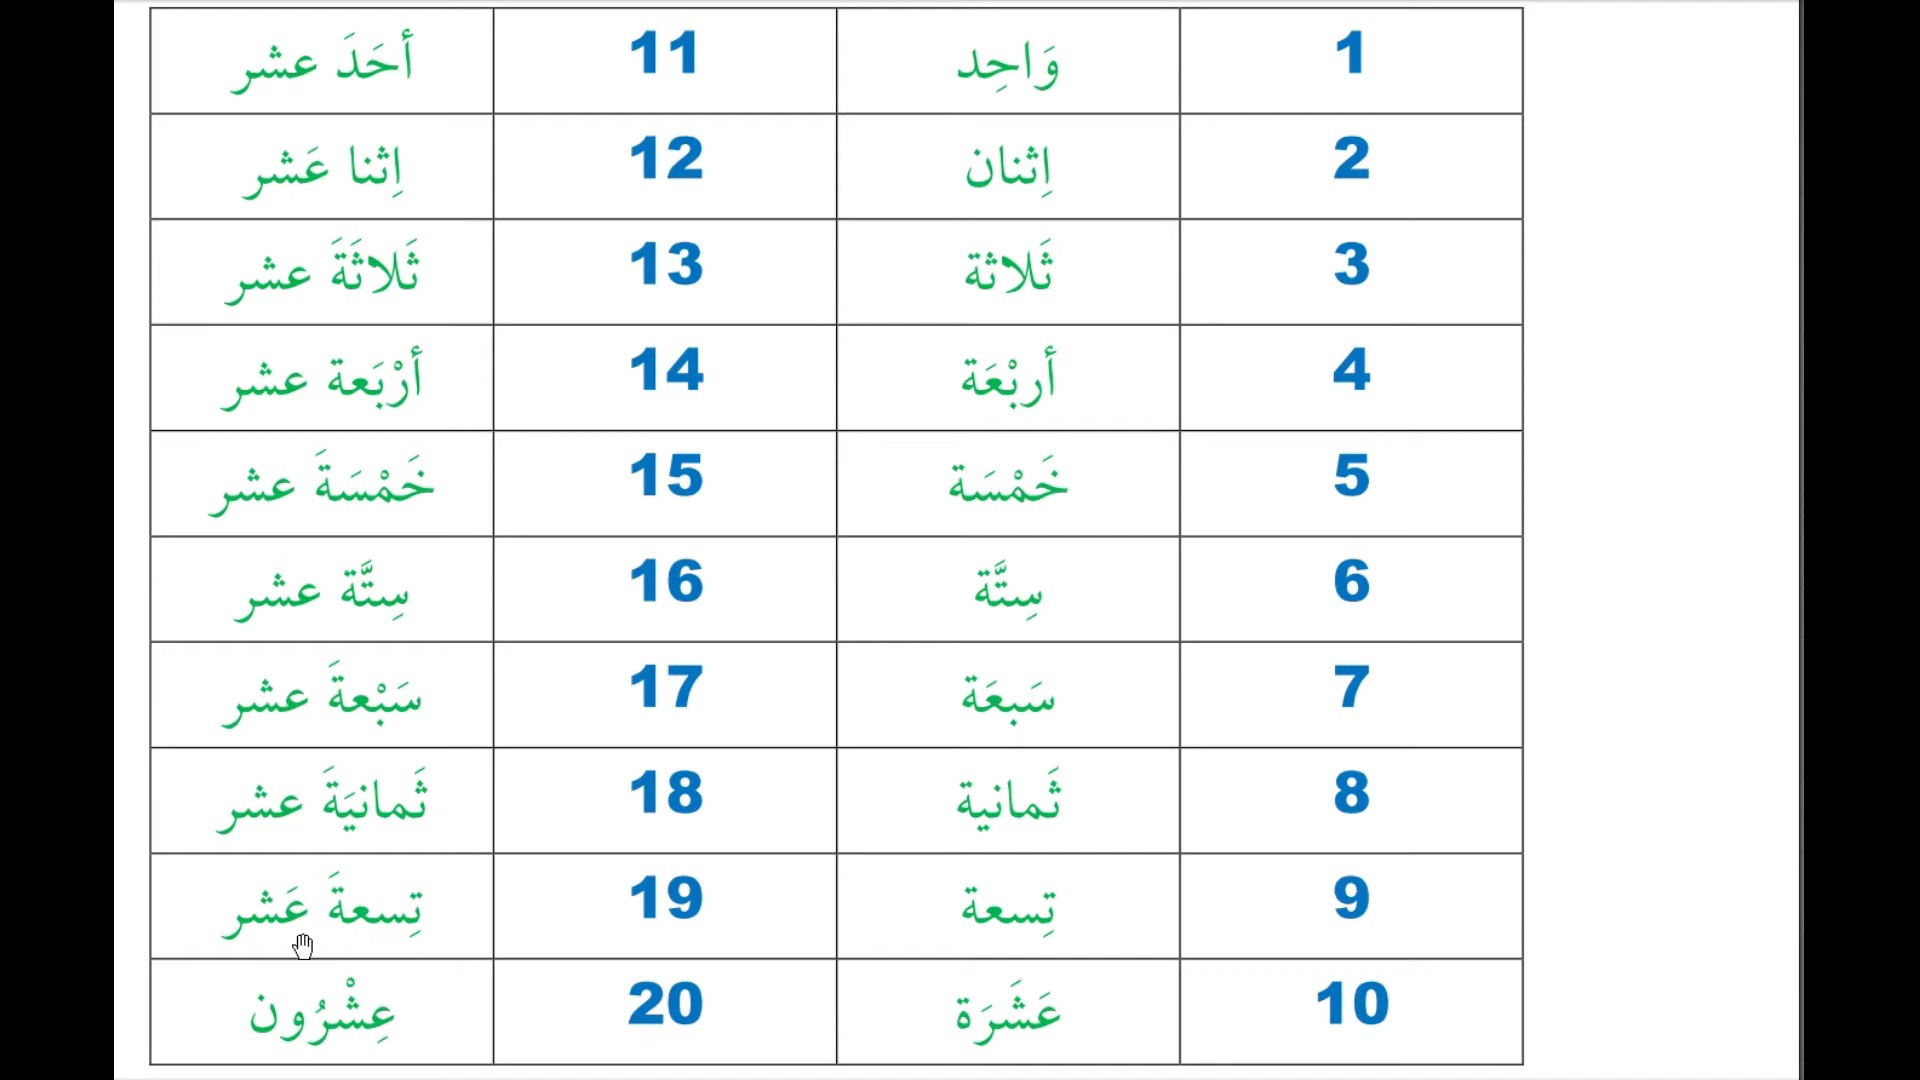 1 وَاحِد 11 أحَدَ عشر
2 اِثنان 12 اِثنا عَشر
3 ثَلاثة 13 ثَلاثَةَ عشر
4 أربْعَة 14 أرْبَعة عشر
5 خَمْسَة 15 خَمْسَةَ عشر
6 سِتَّة 16 سِتَّة عشر
7 سَبعَة 17 سَبْعةَ عشر
8 ثَمانية 18 ثَمانيَةَ عشر
9 تِسعة 19 تِسعةَ عَشر
10 عَشَرَة 20 عِشْرُون